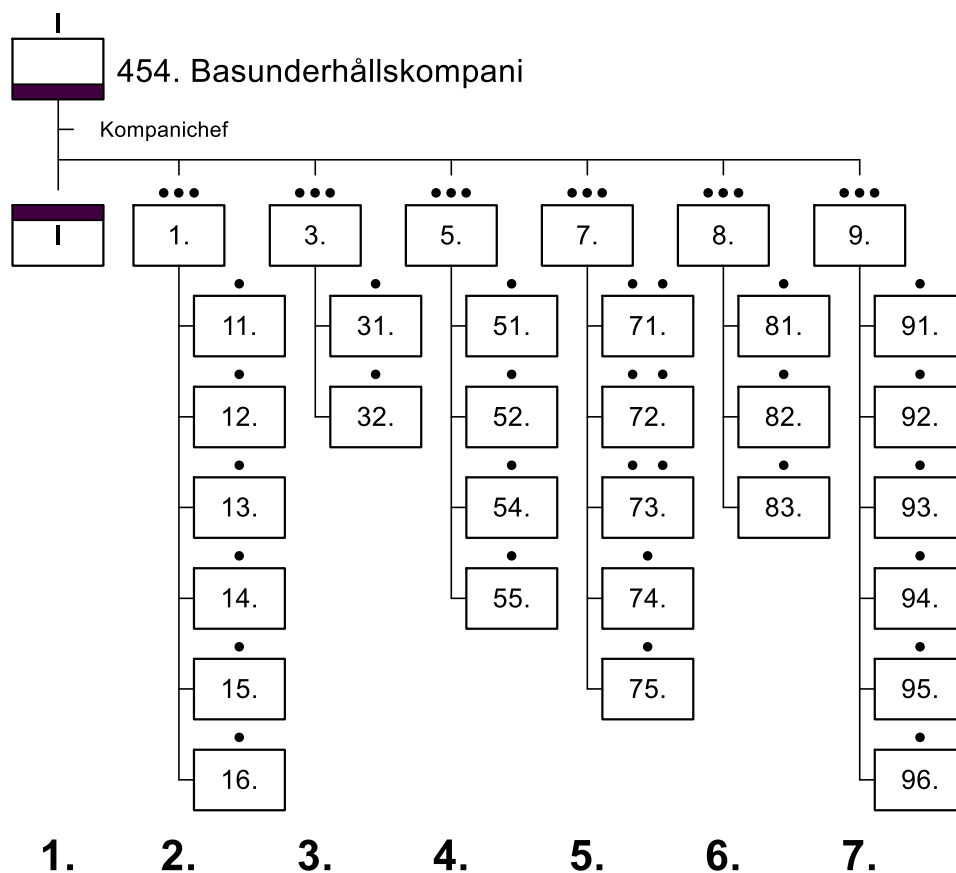 454. Basunderhållskompani
Kompanichef
1. 3. 5. 7. 8. 9.
11. 31. 51. 71. 81. 91.
12. 32. 52. 72. 82. 92.
13. 54. 73. 83. 93.
14. 55. 74. 94.
15. 75. 95.
16. 96.
1. 2. 3. 4. 5. 6. 7.